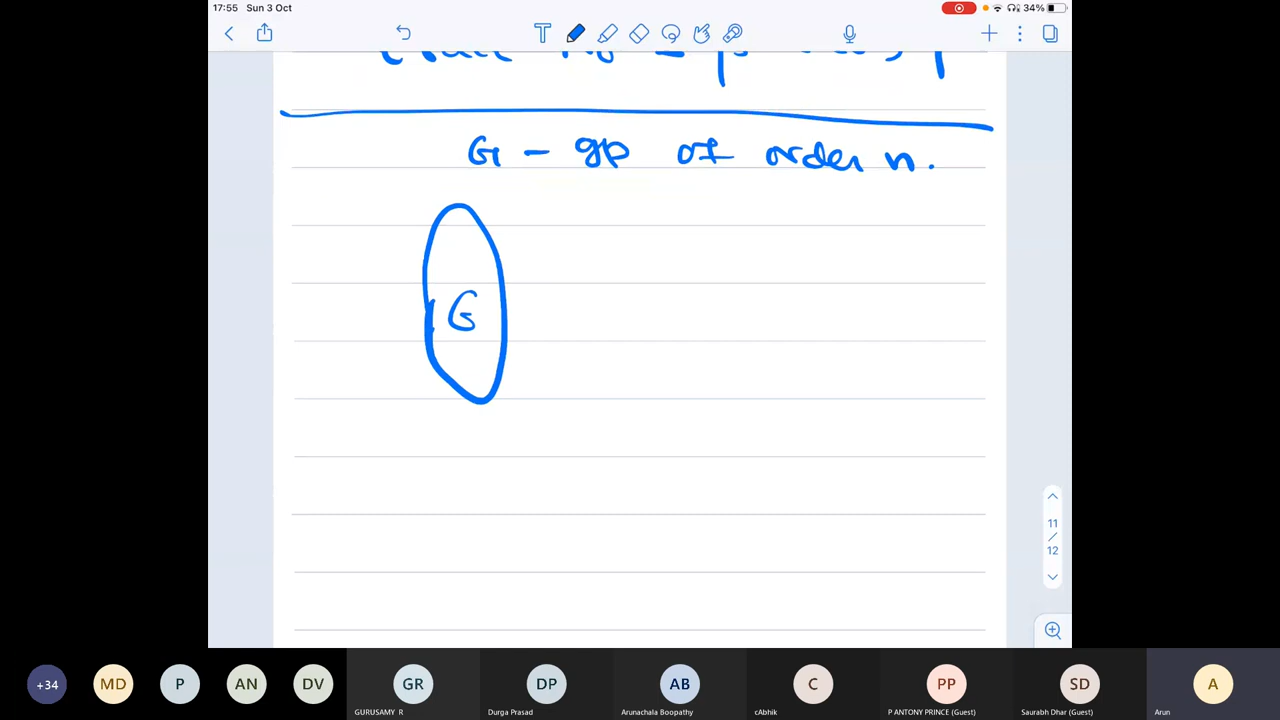 17:55 Sun 3 Oct
34%
T
G - gp of order n.
G
11
/
12
+34
MD
P
AN
DV
GR
DP
AB
C
PP
SD
A
GURUSAMY R
Durga Prasad
Arunachala Boopathy
cAbhik
P ANTONY PRINCE (Guest)
Saurabh Dhar (Guest)
Arun